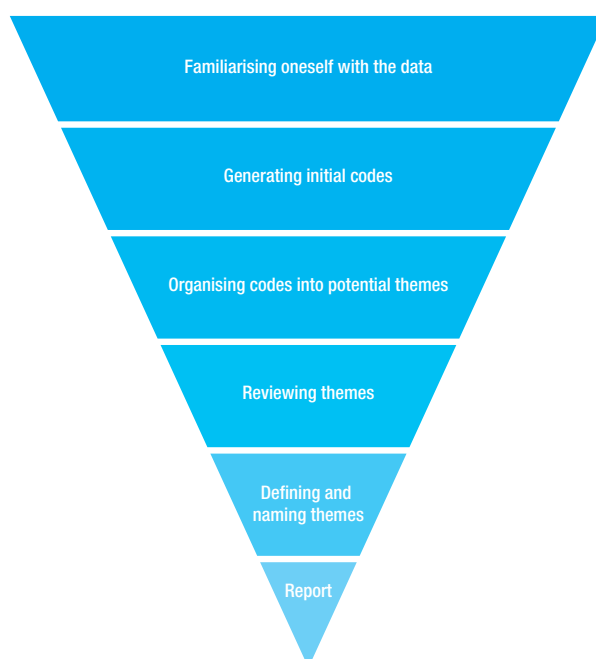 Familiarising oneself with the data
Generating initial codes
Organising codes into potential themes
Reviewing themes
Defining and
naming themes
Report